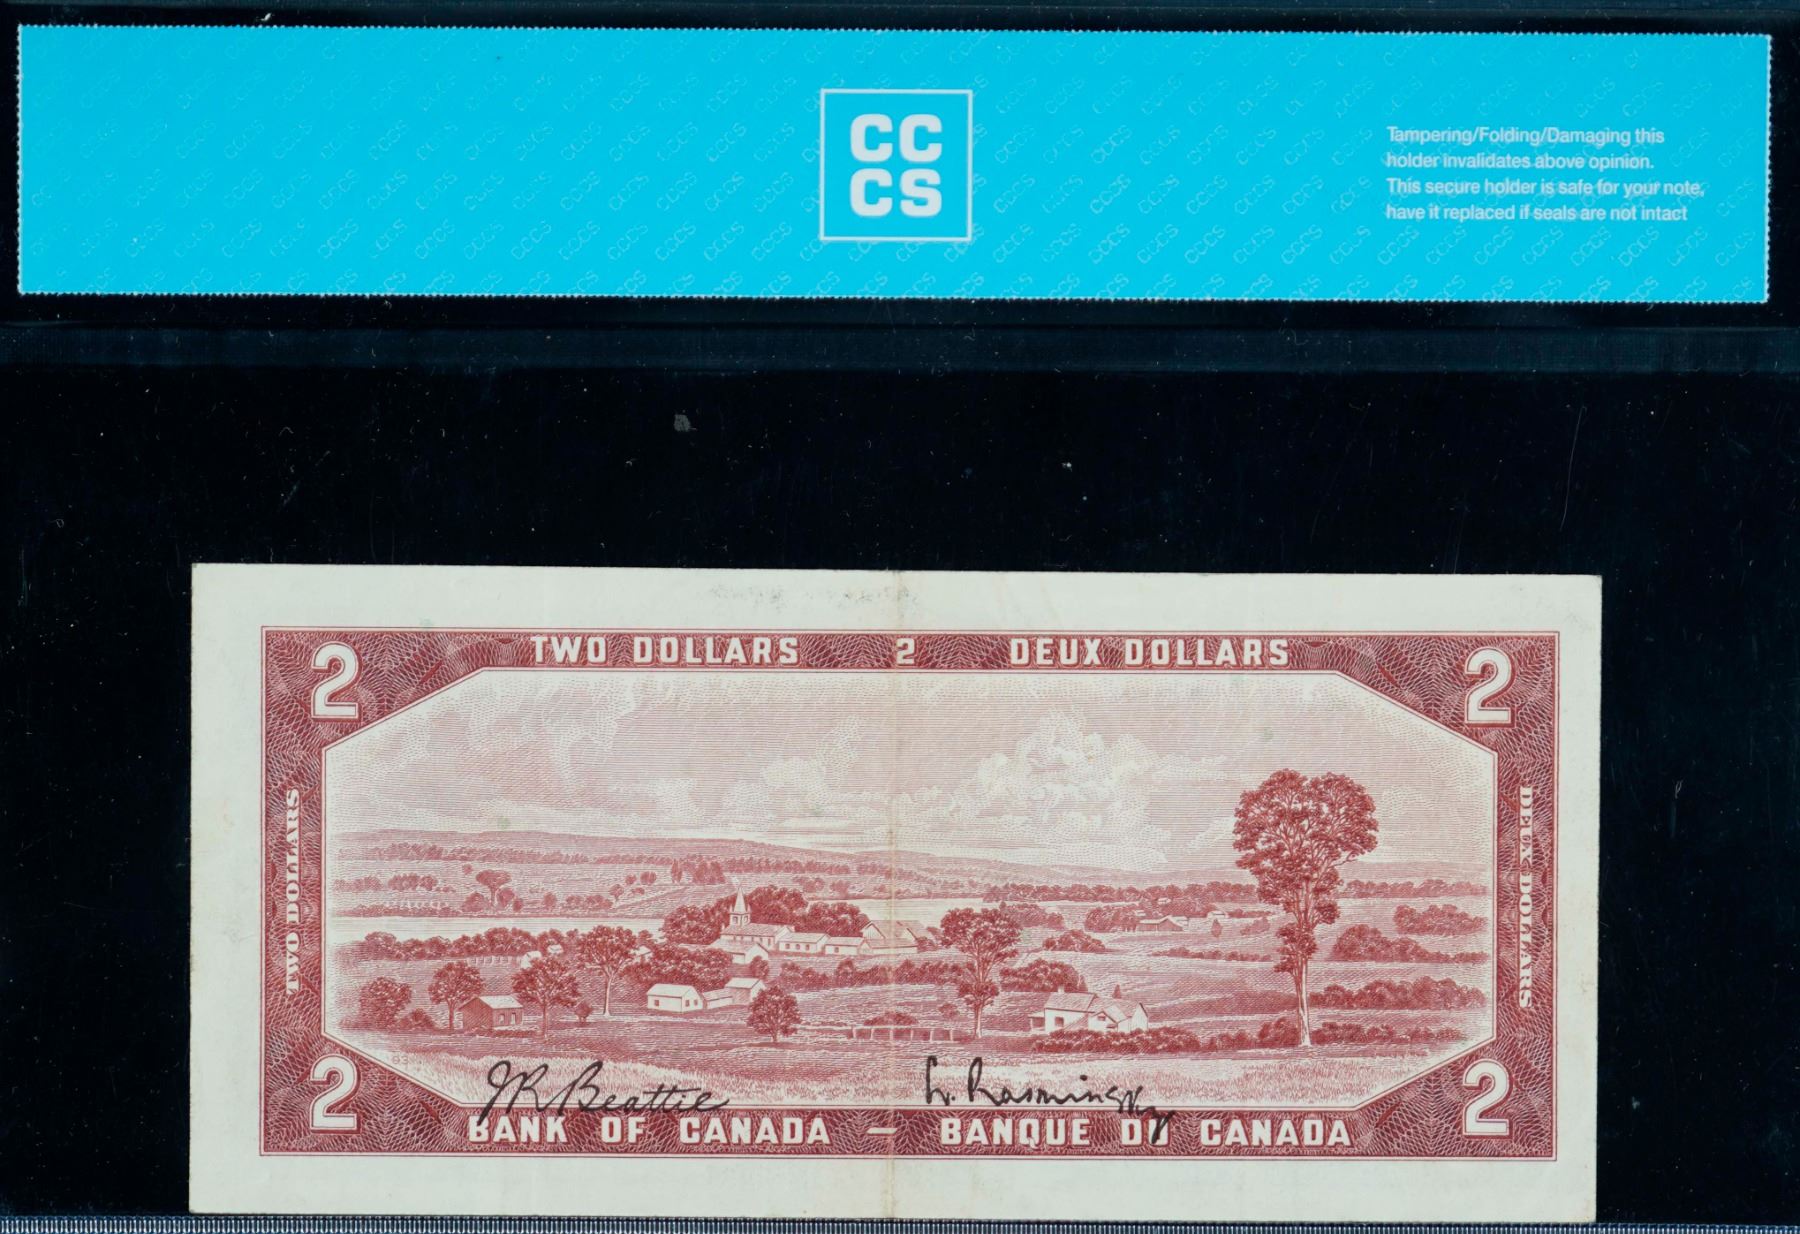 CC
CS
Tampering/Folding/Damaging this
holder invalidates above opinion.
This secure holder is safe for your note,
have it replaced if seals are not intact
TWO DOLLARS 2 DEUX DOLLARS
2 2
TWO DOLLARS
DEUX DOLLARS
2 2
JR Beattie L. Rasminsky
BANK OF CANADA – BANQUE DU CANADA